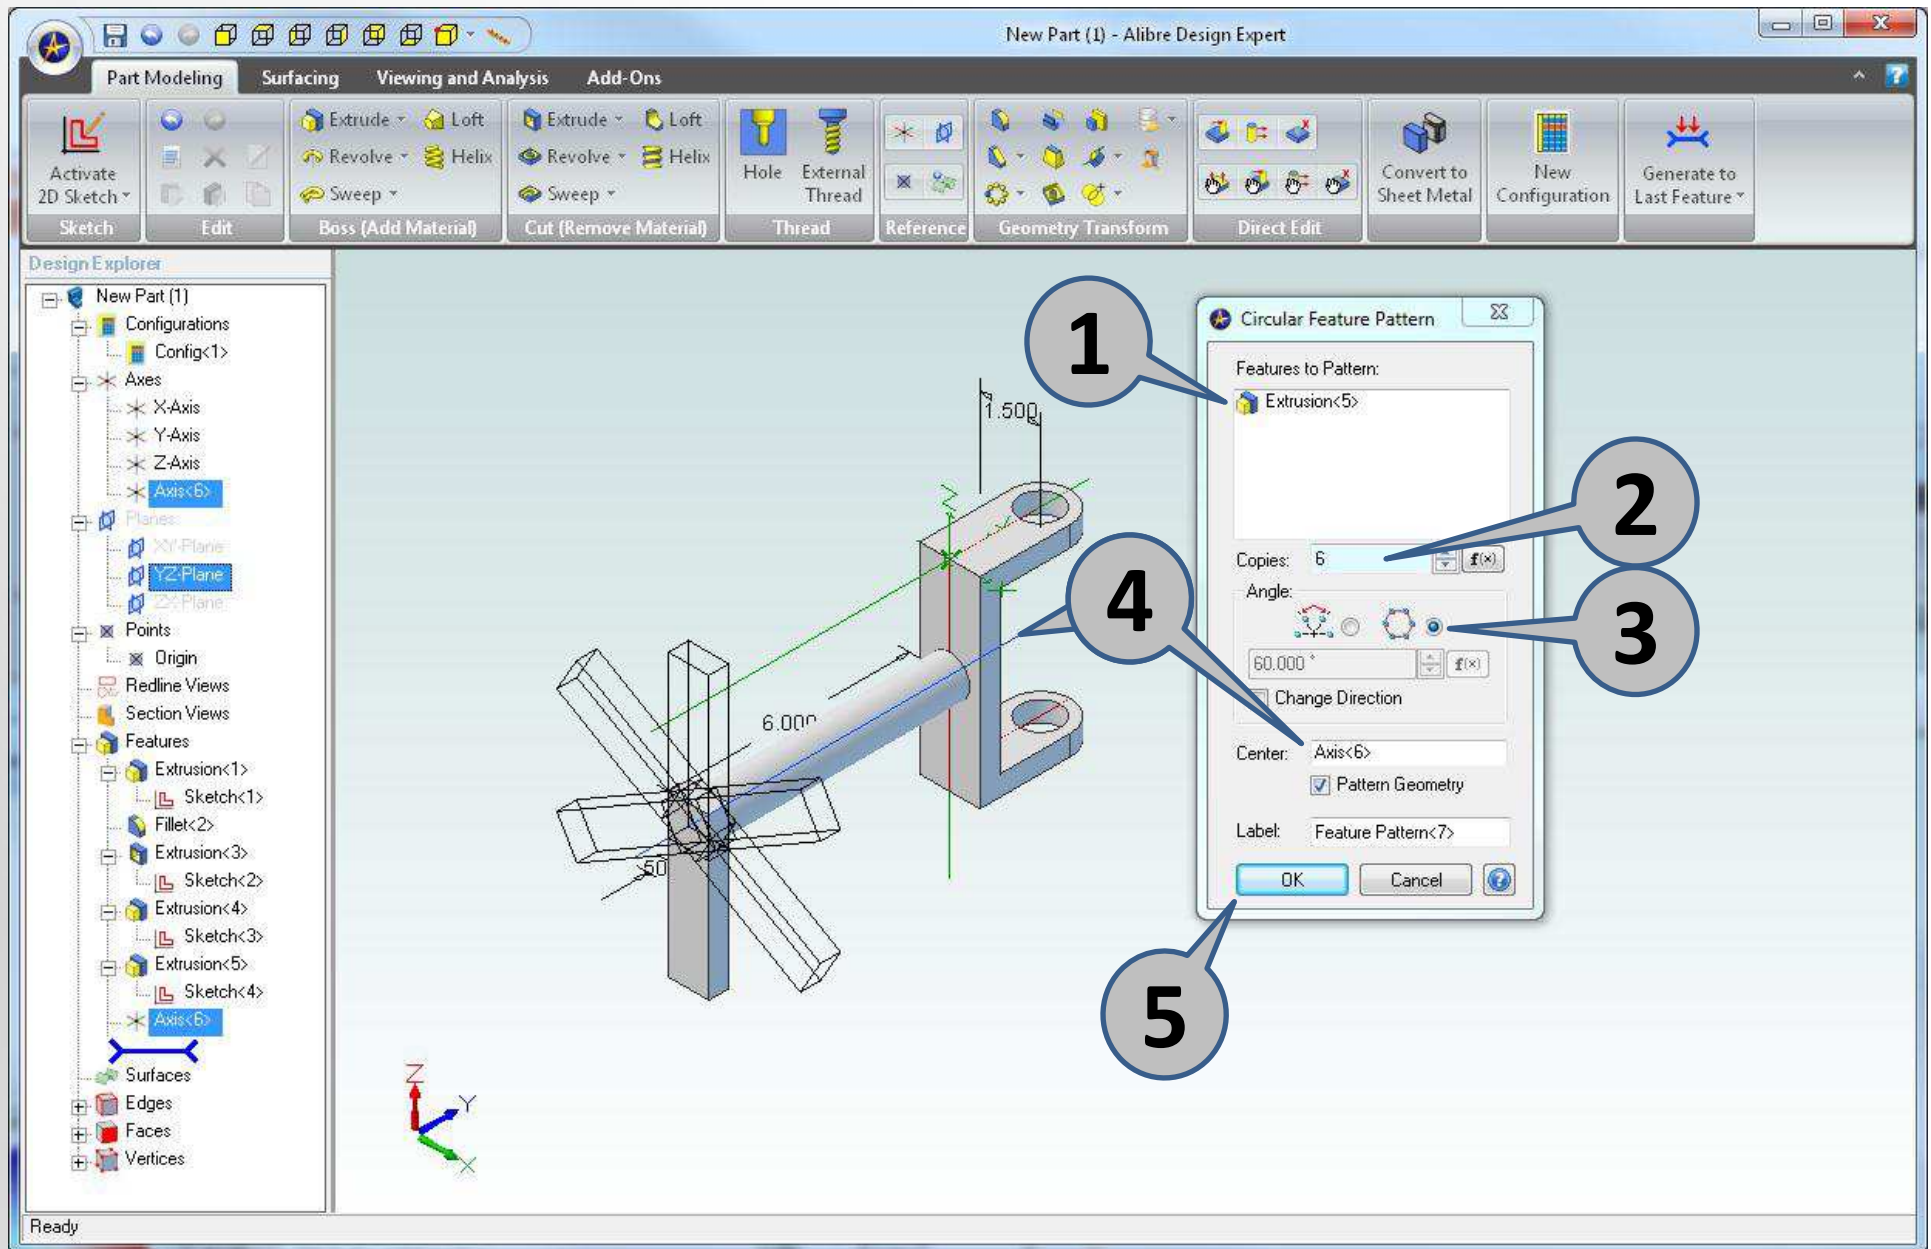 New Part (1) - Alibre Design Expert
Part Modeling Surfacing Viewing and Analysis Add-Ons
Activate
2D Sketch
Sketch
Edit
Extrude Loft
Revolve Helix
Sweep
Boss (Add Material)
Extrude Loft
Revolve Helix
Sweep
Cut (Remove Material)
Hole
External
Thread
Thread
Reference
Geometry Transform
Direct Edit
Convert to
Sheet Metal
New
Configuration
Generate to
Last Feature
Design Explorer
New Part (1)
Configurations
Config<1>
Axes
X-Axis
Y-Axis
Z-Axis
Axis<6>
Planes
XY-Plane
YZ-Plane
ZX-Plane
Points
Origin
Redline Views
Section Views
Features
Extrusion<1>
Sketch<1>
Fillet<2>
Extrusion<3>
Sketch<2>
Extrusion<4>
Sketch<3>
Extrusion<5>
Sketch<4>
Axis<6>
Surfaces
Edges
Faces
Vertices
Ready
1.500
6.000
.50
Z
Y
X
1
2
3
4
5
Circular Feature Pattern
Features to Pattern:
Extrusion<5>
Copies: 6 f(x)
Angle:
60.000 ° f(x)
Change Direction
Center: Axis<6>
Pattern Geometry
Label: Feature Pattern<7>
OK Cancel